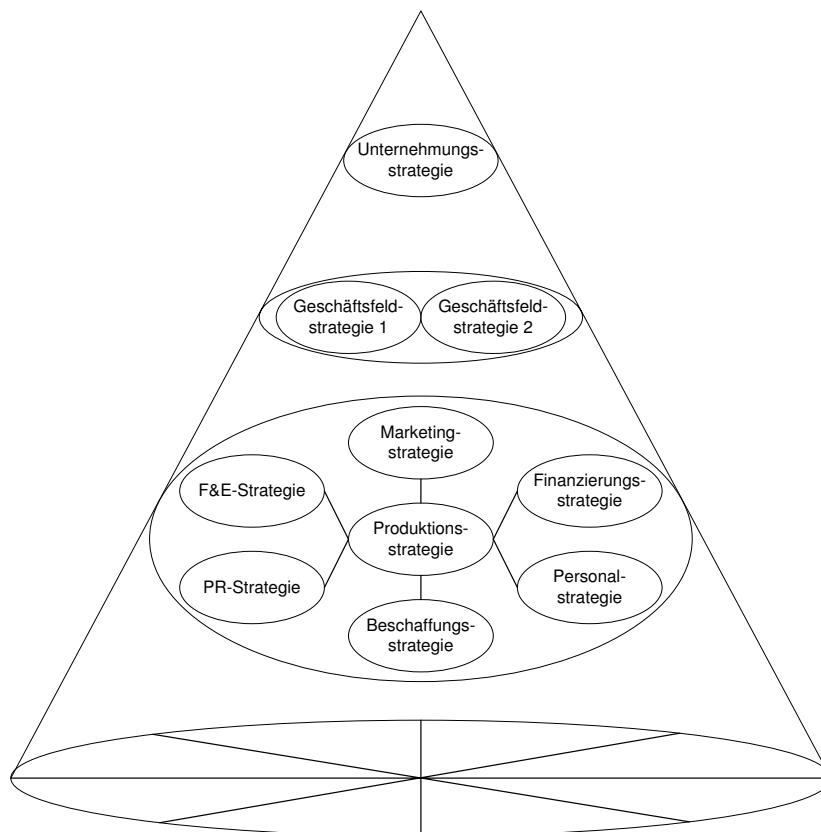 Unternehmungs-
strategie
Geschäftsfeld-
strategie 1
Geschäftsfeld-
strategie 2
Marketing-
strategie
F&E-Strategie
Finanzierungs-
strategie
Produktions-
strategie
PR-Strategie
Personal-
strategie
Beschaffungs-
strategie